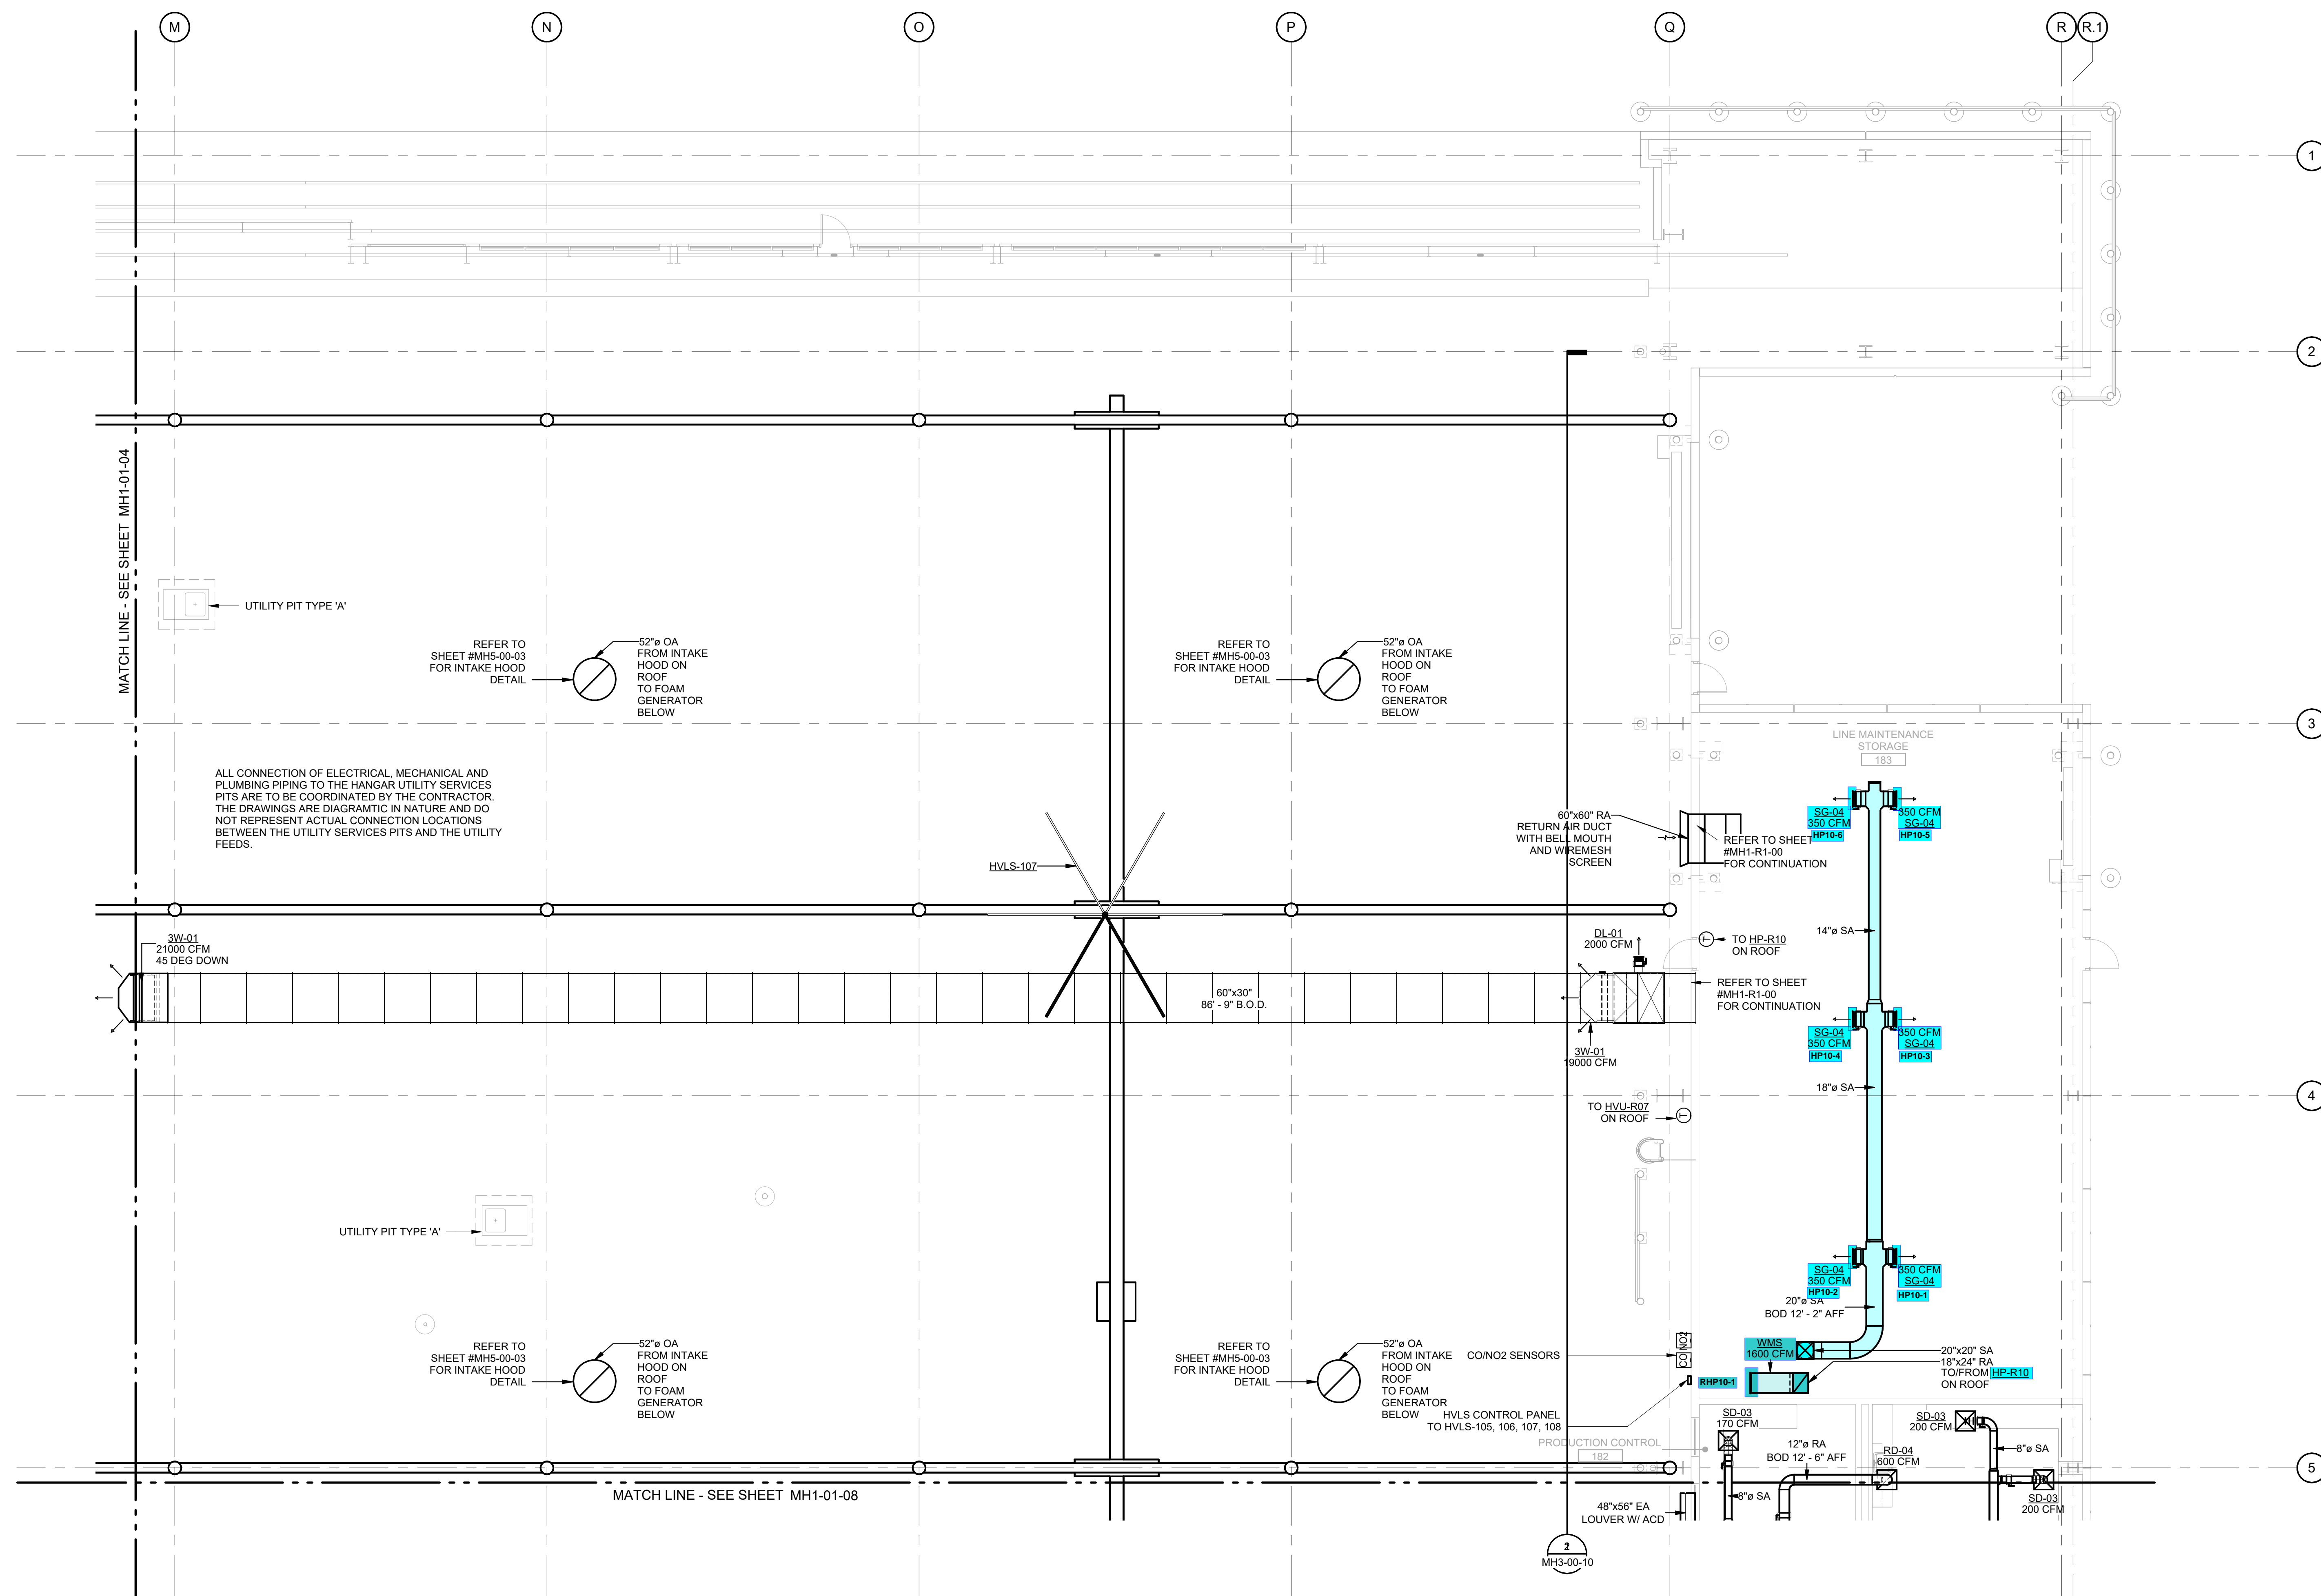 M
N
O
P
Q
R
R.1
1
2
MATCH LINE - SEE SHEET MH1-01-04
UTILITY PIT TYPE 'A'
REFER TO
SHEET #MH5-00-03
FOR INTAKE HOOD
DETAIL
52"ø OA
FROM INTAKE
HOOD ON
ROOF
TO FOAM
GENERATOR
BELOW
REFER TO
SHEET #MH5-00-03
FOR INTAKE HOOD
DETAIL
52"ø OA
FROM INTAKE
HOOD ON
ROOF
TO FOAM
GENERATOR
BELOW
3
LINE MAINTENANCE
STORAGE
183
ALL CONNECTION OF ELECTRICAL, MECHANICAL AND
PLUMBING PIPING TO THE HANGAR UTILITY SERVICES
PITS ARE TO BE COORDINATED BY THE CONTRACTOR.
THE DRAWINGS ARE DIAGRAMTIC IN NATURE AND DO
NOT REPRESENT ACTUAL CONNECTION LOCATIONS
BETWEEN THE UTILITY SERVICES PITS AND THE UTILITY
FEEDS.
HVLS-107
60"x60" RA
RETURN AIR DUCT
WITH BELL MOUTH
AND WIREMESH
SCREEN
REFER TO SHEET
#MH1-R1-00
FOR CONTINUATION
SG-04
350 CFM
HP10-6
350 CFM
SG-04
HP10-5
14"ø SA
3W-01
21000 CFM
45 DEG DOWN
DL-01
2000 CFM
T
TO HP-R10
ON ROOF
60"x30"
86' - 9" B.O.D.
REFER TO SHEET
#MH1-R1-00
FOR CONTINUATION
3W-01
19000 CFM
SG-04
350 CFM
HP10-4
350 CFM
SG-04
HP10-3
18"ø SA
4
TO HVU-R07
ON ROOF
T
UTILITY PIT TYPE 'A'
SG-04
350 CFM
HP10-2
350 CFM
SG-04
HP10-1
20"ø SA
BOD 12' - 2" AFF
REFER TO
SHEET #MH5-00-03
FOR INTAKE HOOD
DETAIL
52"ø OA
FROM INTAKE
HOOD ON
ROOF
TO FOAM
GENERATOR
BELOW
REFER TO
SHEET #MH5-00-03
FOR INTAKE HOOD
DETAIL
52"ø OA
FROM INTAKE
HOOD ON
ROOF
TO FOAM
GENERATOR
BELOW
CO/NO2 SENSORS
CO NO2
WMS
1600 CFM
20"x20" SA
18"x24" RA
TO/FROM HP-R10
ON ROOF
RHP10-1
HVLS CONTROL PANEL
TO HVLS-105, 106, 107, 108
PRODUCTION CONTROL
182
SD-03
170 CFM
12"ø RA
BOD 12' - 6" AFF
RD-04
600 CFM
SD-03
200 CFM
8"ø SA
5
MATCH LINE - SEE SHEET MH1-01-08
8"ø SA
SD-03
200 CFM
48"x56" EA
LOUVER W/ ACD
2
MH3-00-10